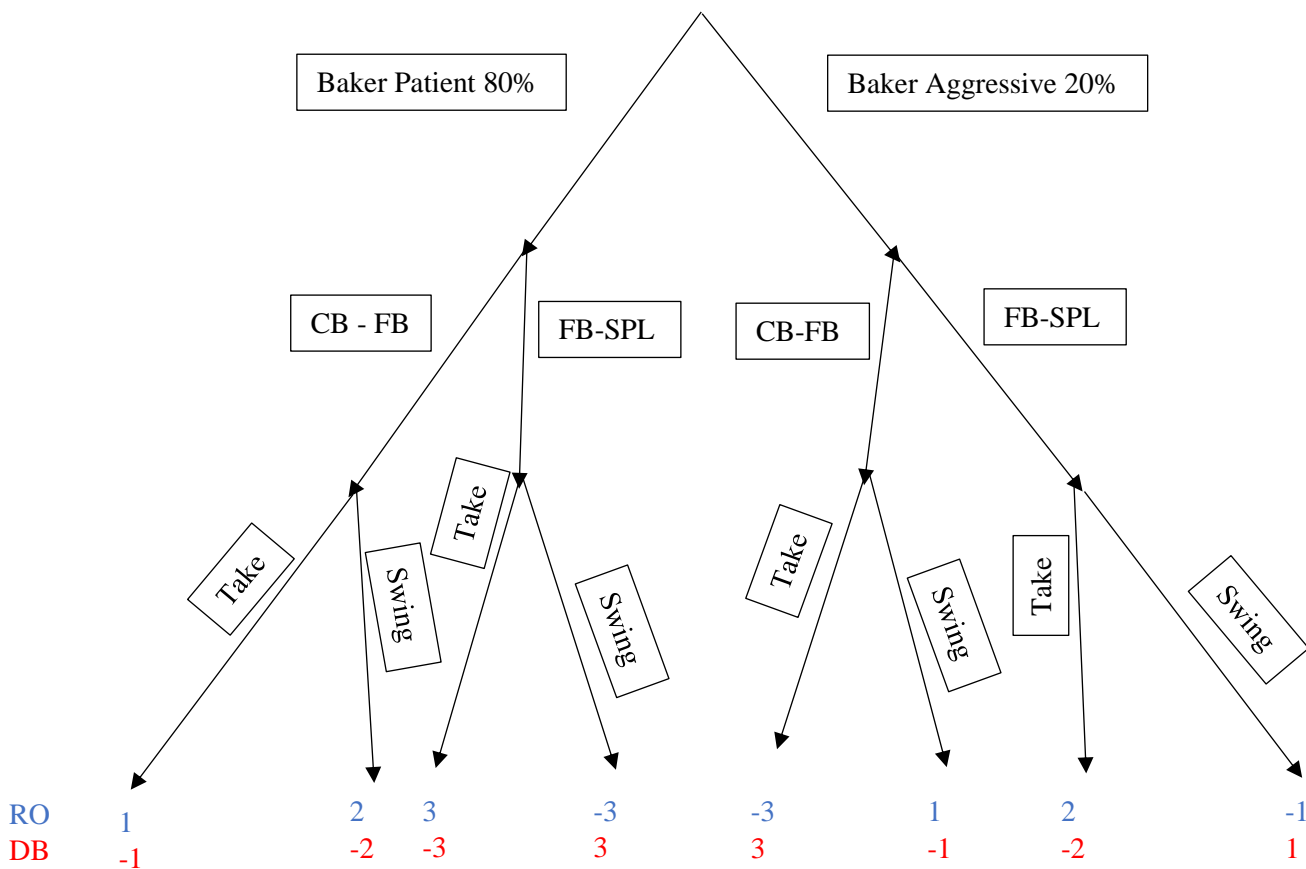 Baker Patient 80%
Baker Aggressive 20%
CB - FB
FB-SPL
CB-FB
FB-SPL
Take
Swing
Take
Swing
Take
Swing
Take
Swing
RO 1 2 3 -3 -3 1 2 -1
DB -1 -2 -3 3 3 -1 -2 1